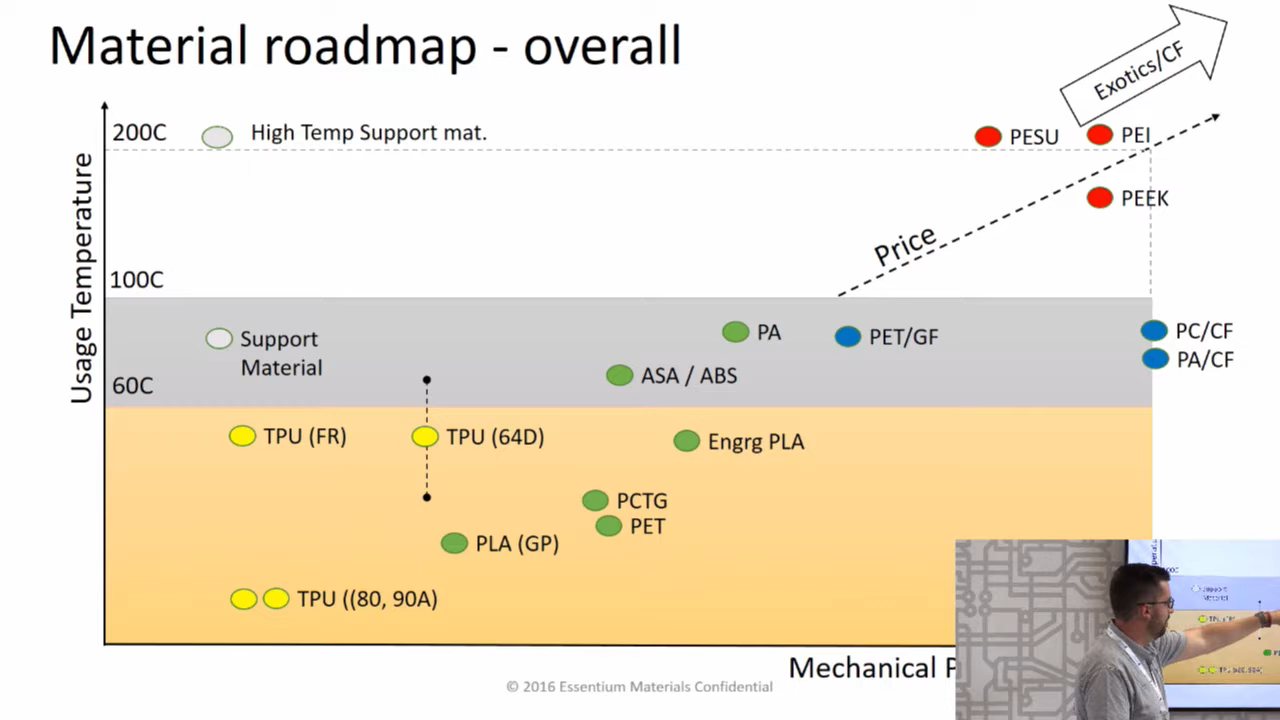 Material roadmap - overall
Exotics/CF
200C
High Temp Support mat.
PESU
PEI
PEEK
Price
Usage Temperature
100C
Support
Material
PA
PET/GF
PC/CF
PA/CF
ASA / ABS
60C
TPU (FR)
TPU (64D)
Engrg PLA
PCTG
PET
PLA (GP)
TPU ((80, 90A)
Mechanical P
© 2016 Essentium Materials Confidential
Support
Material